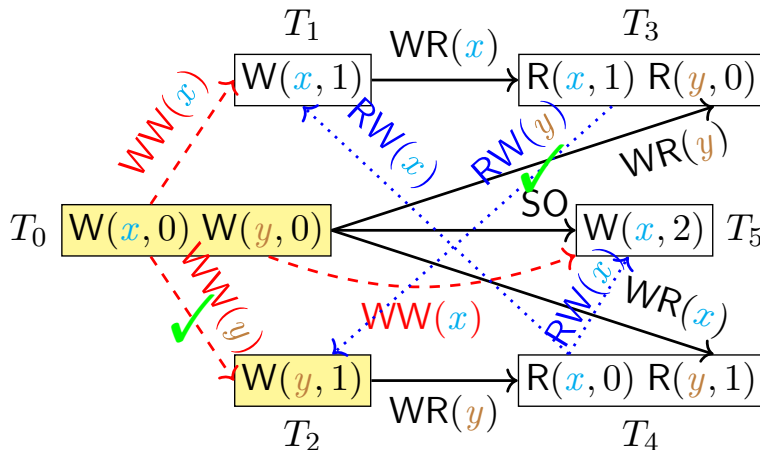 T₁ T₃
W(x, 1) WR(x) R(x, 1) R(y, 0)
WW(x) RW(x) RW(y) WR(y)
SO
T₀ W(x, 0) W(y, 0) W(x, 2) T₅
WW(y) WW(x) RW(x) WR(x)
W(y, 1) WR(y) R(x, 0) R(y, 1)
T₂ T₄